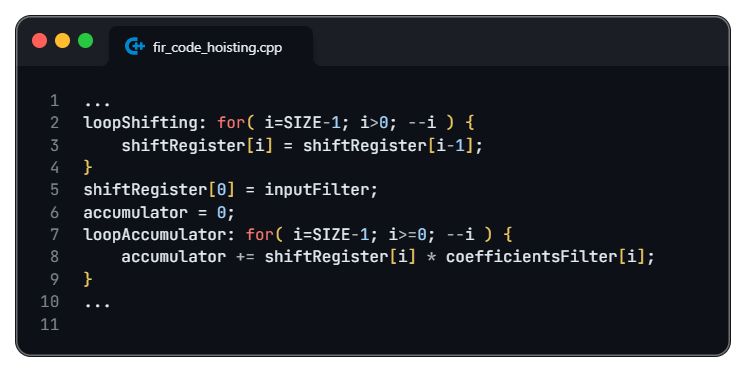 fir_code_hoisting.cpp
1 ...
2 loopShifting: for( i=SIZE-1; i>0; --i ) {
3     shiftRegister[i] = shiftRegister[i-1];
4 }
5 shiftRegister[0] = inputFilter;
6 accumulator = 0;
7 loopAccumulator: for( i=SIZE-1; i>=0; --i ) {
8     accumulator += shiftRegister[i] * coefficientsFilter[i];
9 }
10 ...
11